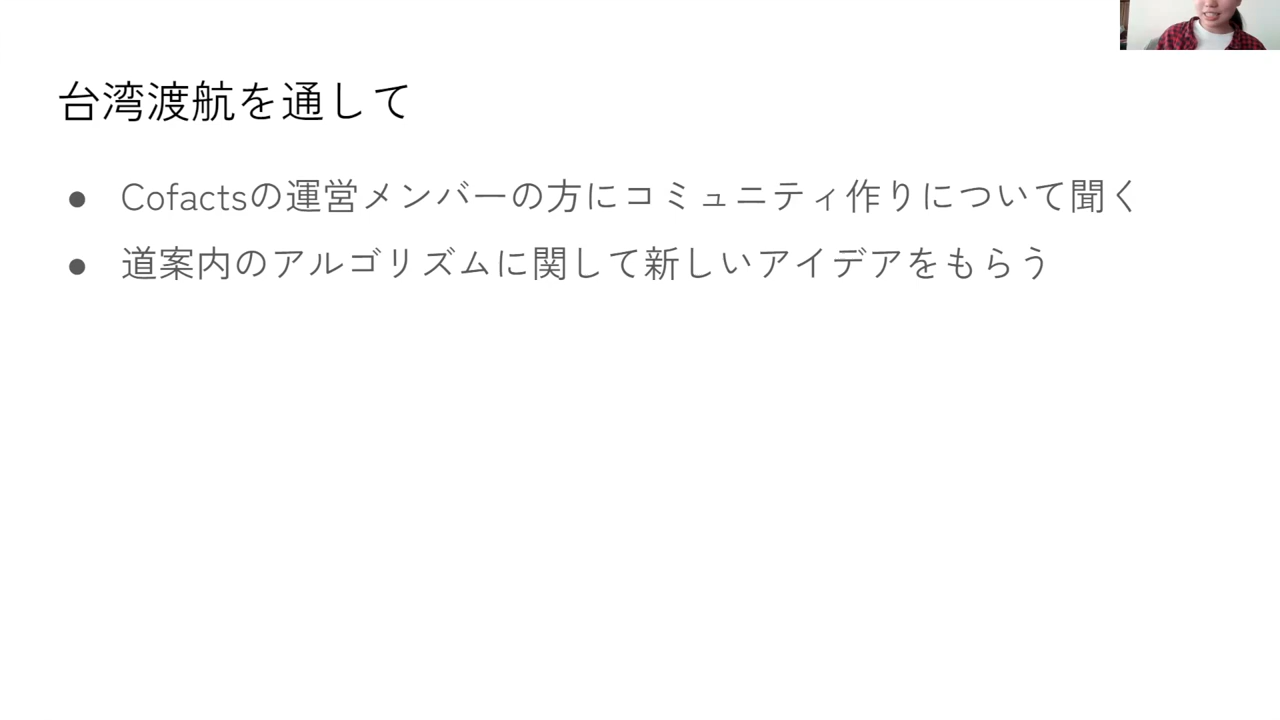 台湾渡航を通して
● Cofactsの運営メンバーの方にコミュニティ作りについて聞く
● 道案内のアルゴリズムに関して新しいアイデアをもらう